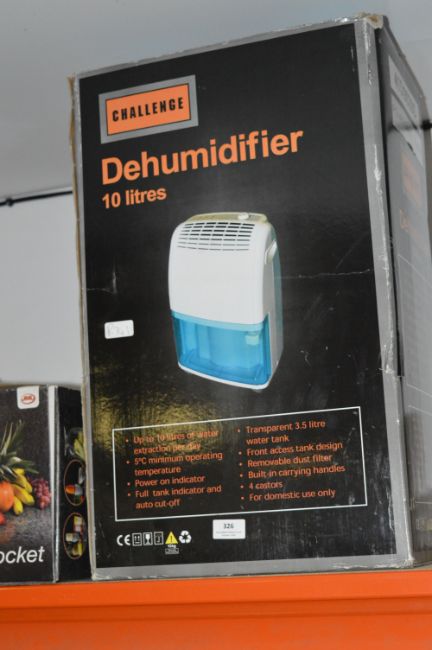 CHALLENGE
Dehumidifier
10 litres
• Up to 10 litres of water
extraction per day
• 5°C minimum operating
temperature
• Power on indicator
• Full tank indicator and
auto cut-off
• Transparent 3.5 litre
water tank
• Front access tank design
• Removable dust filter
• Built-in carrying handles
• 4 castors
• For domestic use only
CE
326
ocket